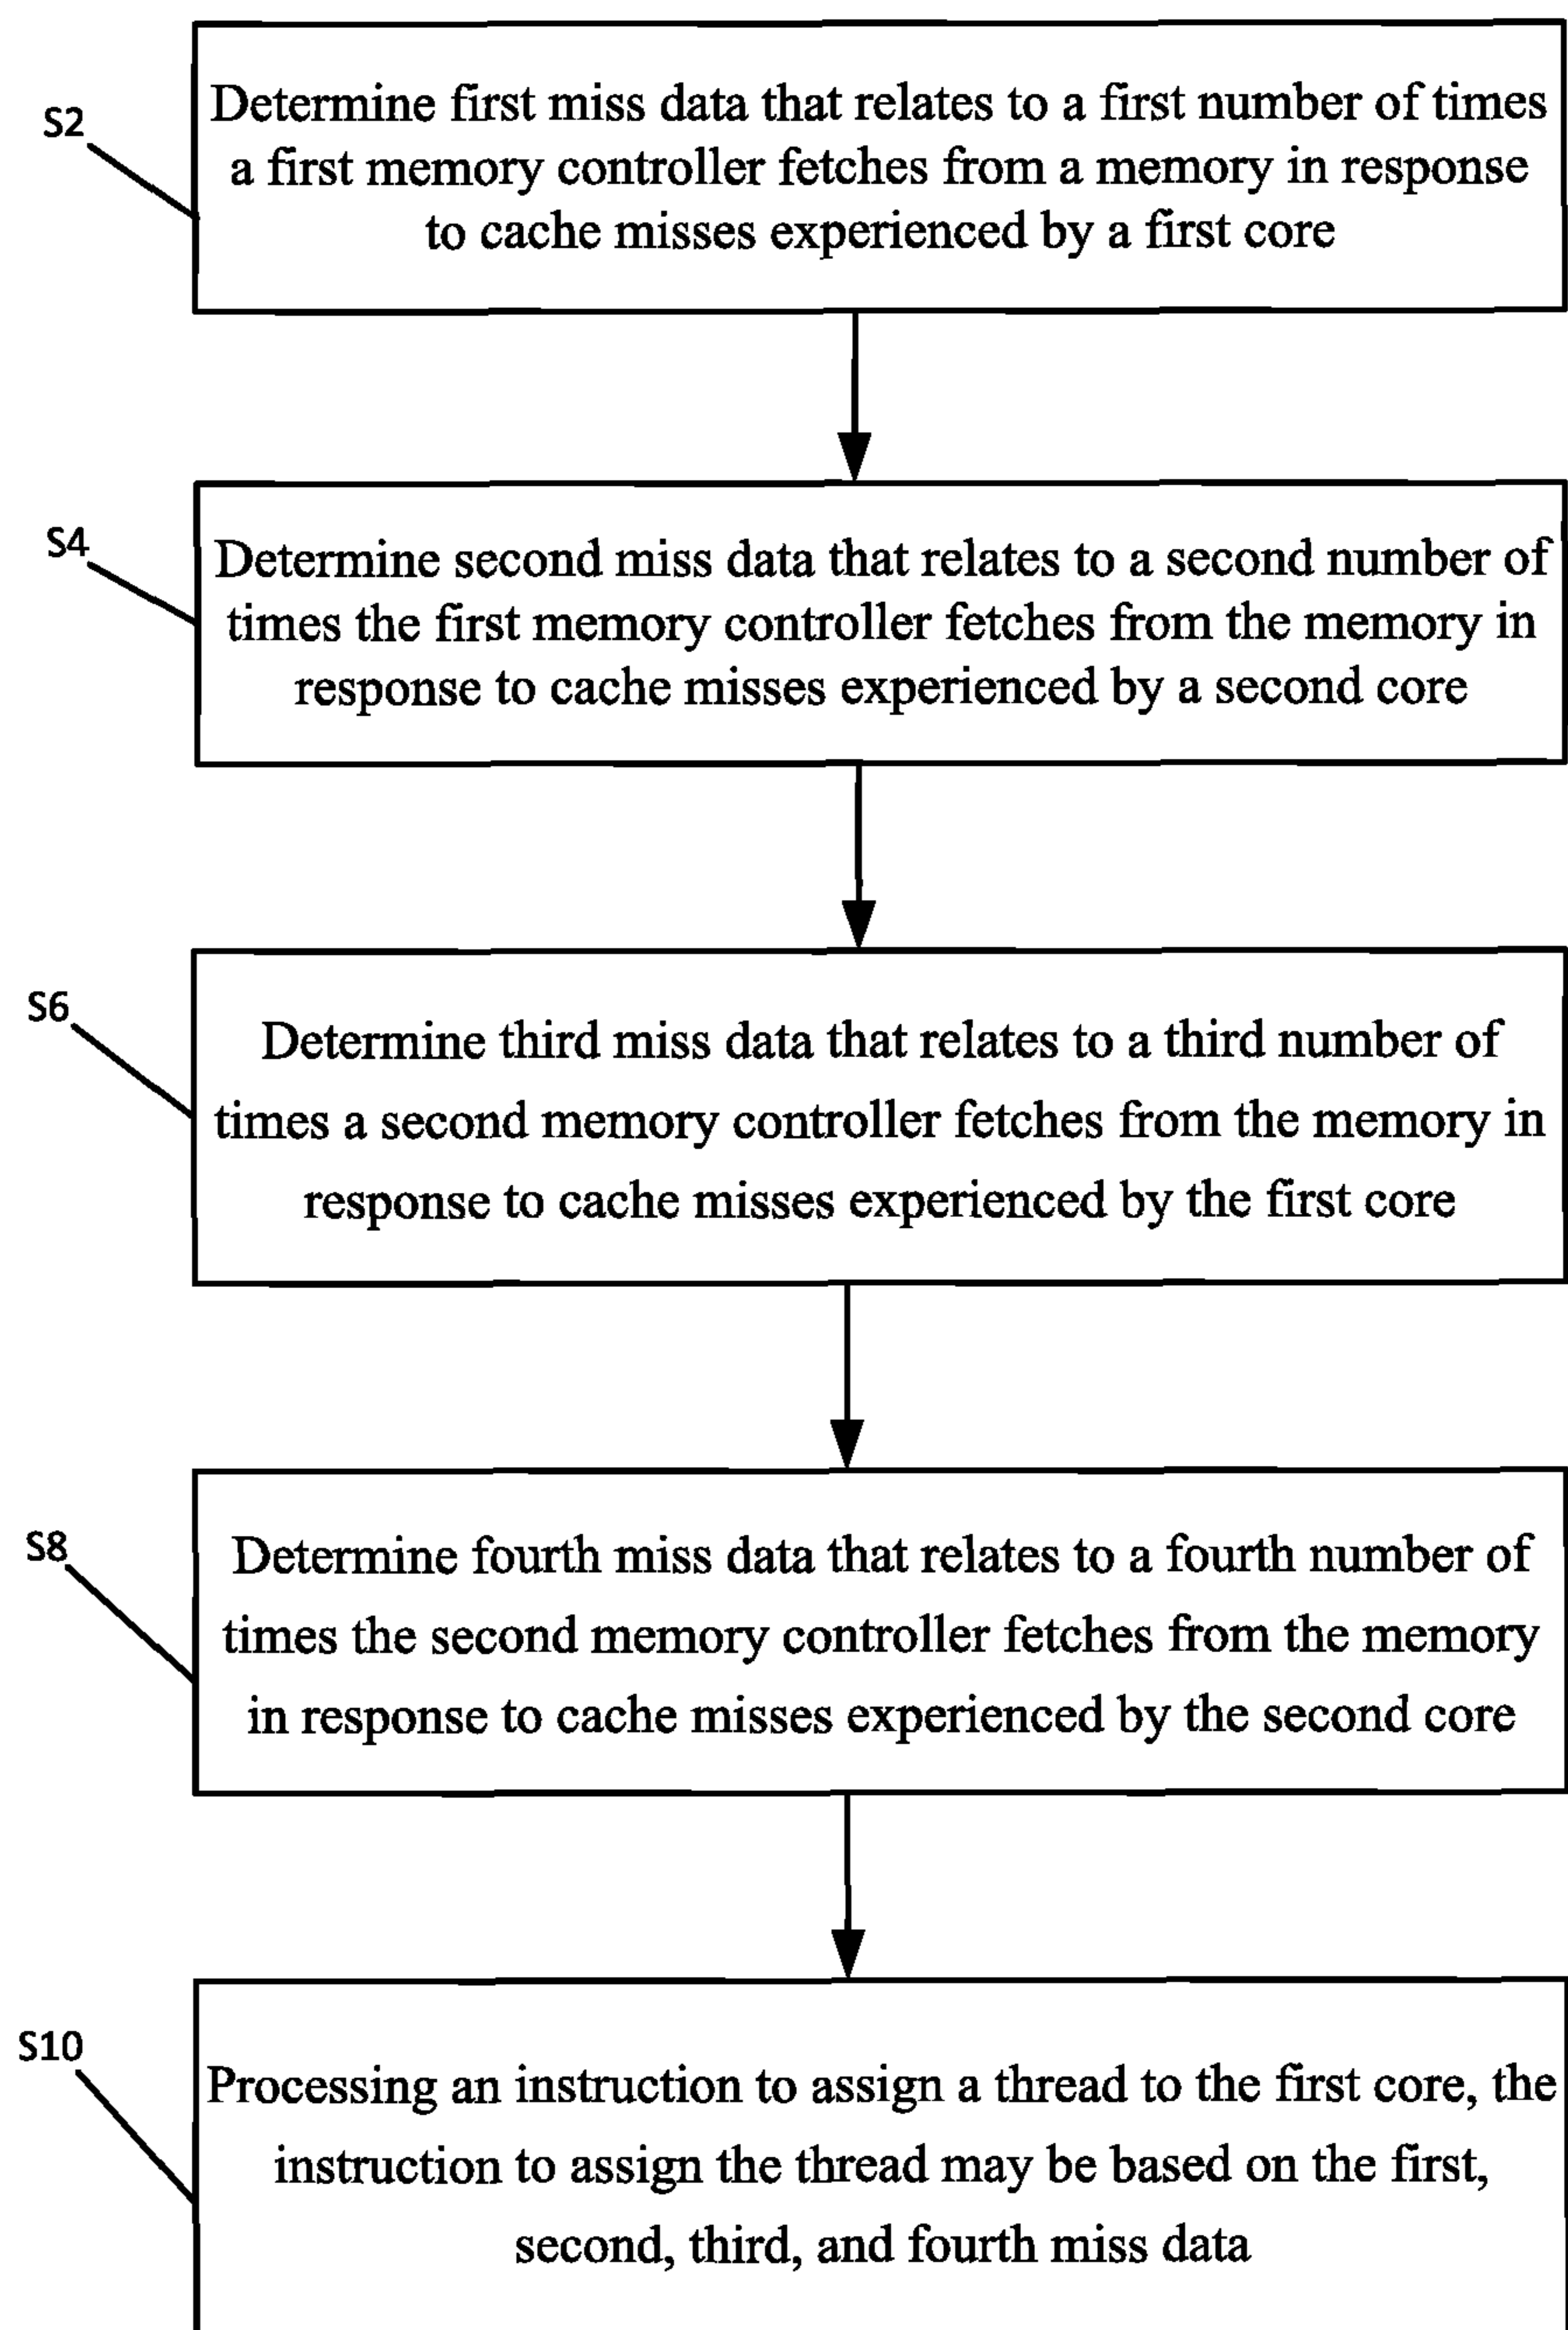 S2
Determine first miss data that relates to a first number of times
a first memory controller fetches from a memory in response
to cache misses experienced by a first core
S4
Determine second miss data that relates to a second number of
times the first memory controller fetches from the memory in
response to cache misses experienced by a second core
S6
Determine third miss data that relates to a third number of
times a second memory controller fetches from the memory in
response to cache misses experienced by the first core
S8
Determine fourth miss data that relates to a fourth number of
times the second memory controller fetches from the memory
in response to cache misses experienced by the second core
S10
Processing an instruction to assign a thread to the first core, the
instruction to assign the thread may be based on the first,
second, third, and fourth miss data